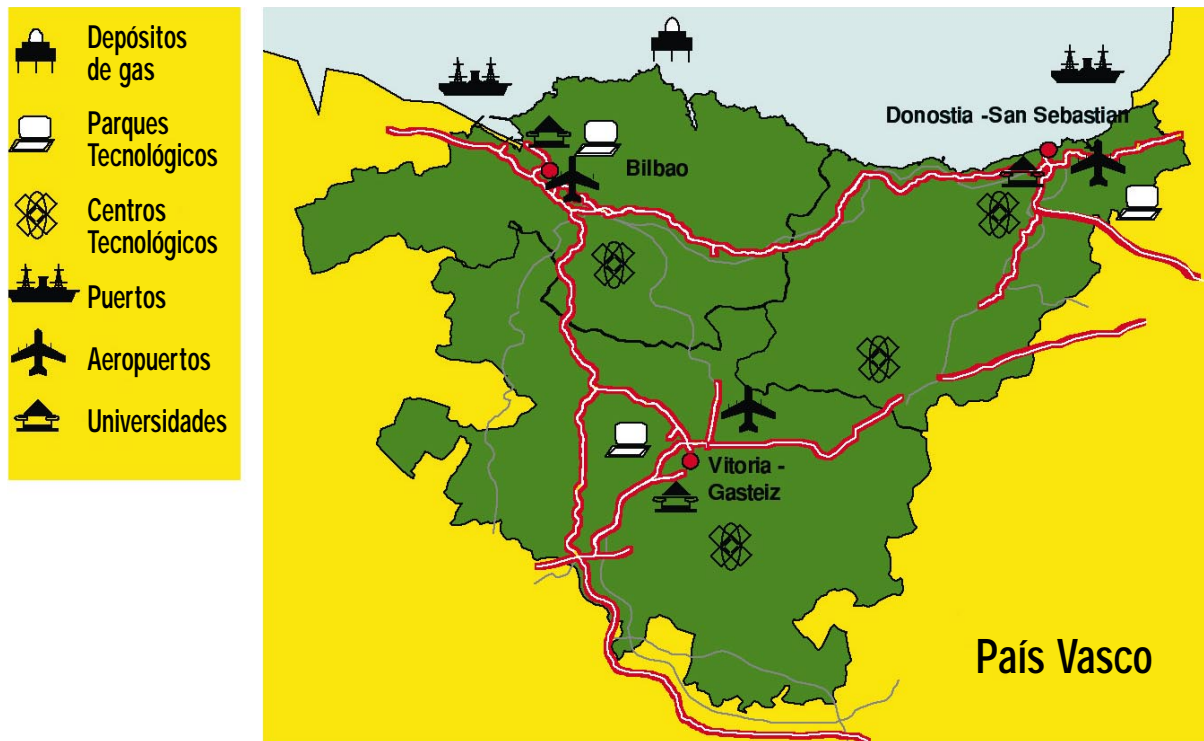 Depósitos
de gas
Parques
Tecnológicos
Centros
Tecnológicos
Puertos
Aeropuertos
Universidades
Donostia -San Sebastian
Bilbao
Vitoria -
Gasteiz
País Vasco